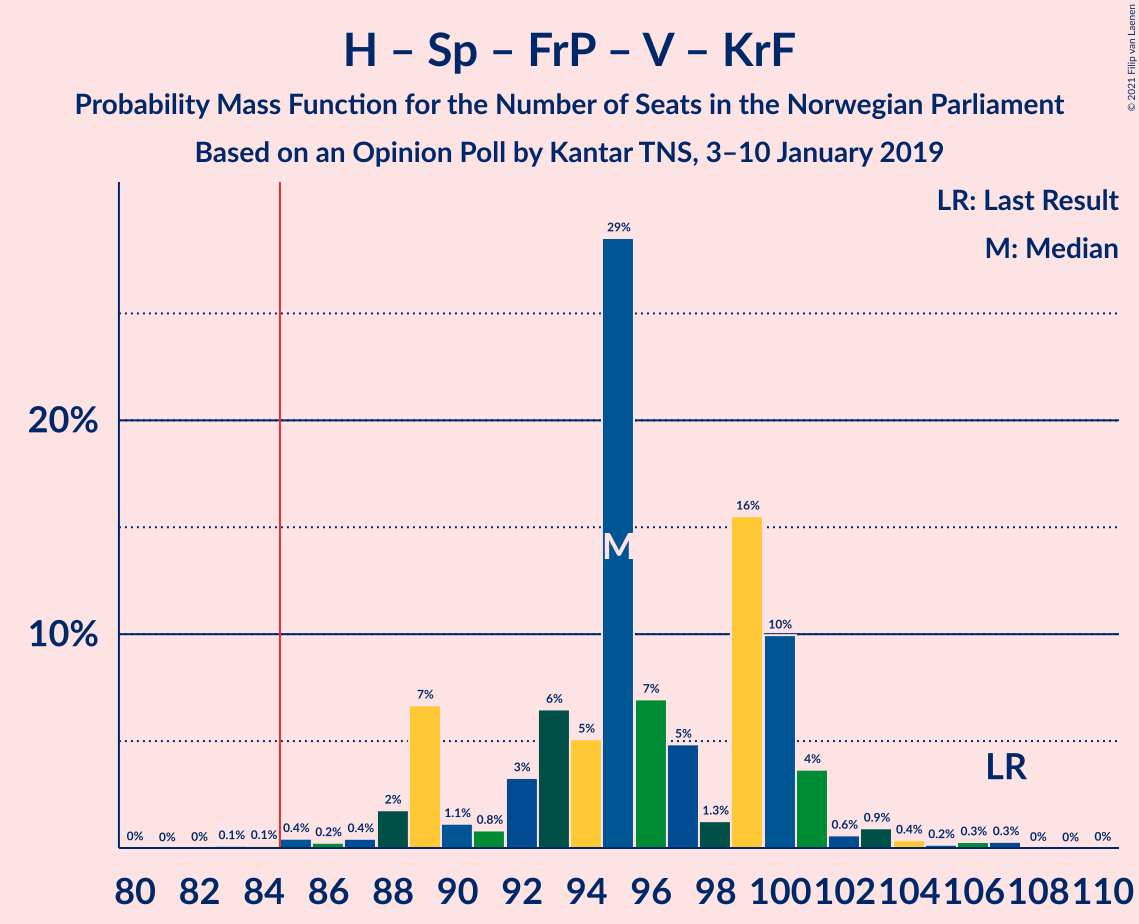 H – Sp – FrP – V – KrF
Probability Mass Function for the Number of Seats in the Norwegian Parliament
Based on an Opinion Poll by Kantar TNS, 3–10 January 2019
© 2021 Filip van Laenen
LR: Last Result
M: Median
20%
10%
0% 0% 0% 0.1% 0.1% 0.4% 0.2% 0.4% 2% 7% 1.1% 0.8% 3% 6% 5% 29% 7% 5% 1.3% 16% 10% 4% 0.6% 0.9% 0.4% 0.2% 0.3% 0.3% 0% 0% 0%
M
LR
80 82 84 86 88 90 92 94 96 98 100 102 104 106 108 110